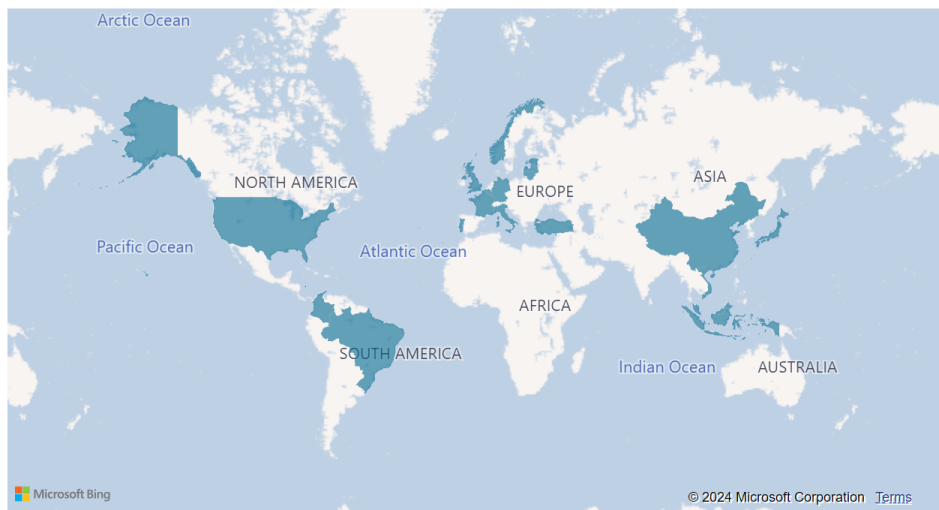 Arctic Ocean
NORTH AMERICA
EUROPE
ASIA
Pacific Ocean
Atlantic Ocean
AFRICA
SOUTH AMERICA
Indian Ocean
AUSTRALIA
Microsoft Bing
© 2024 Microsoft Corporation Terms